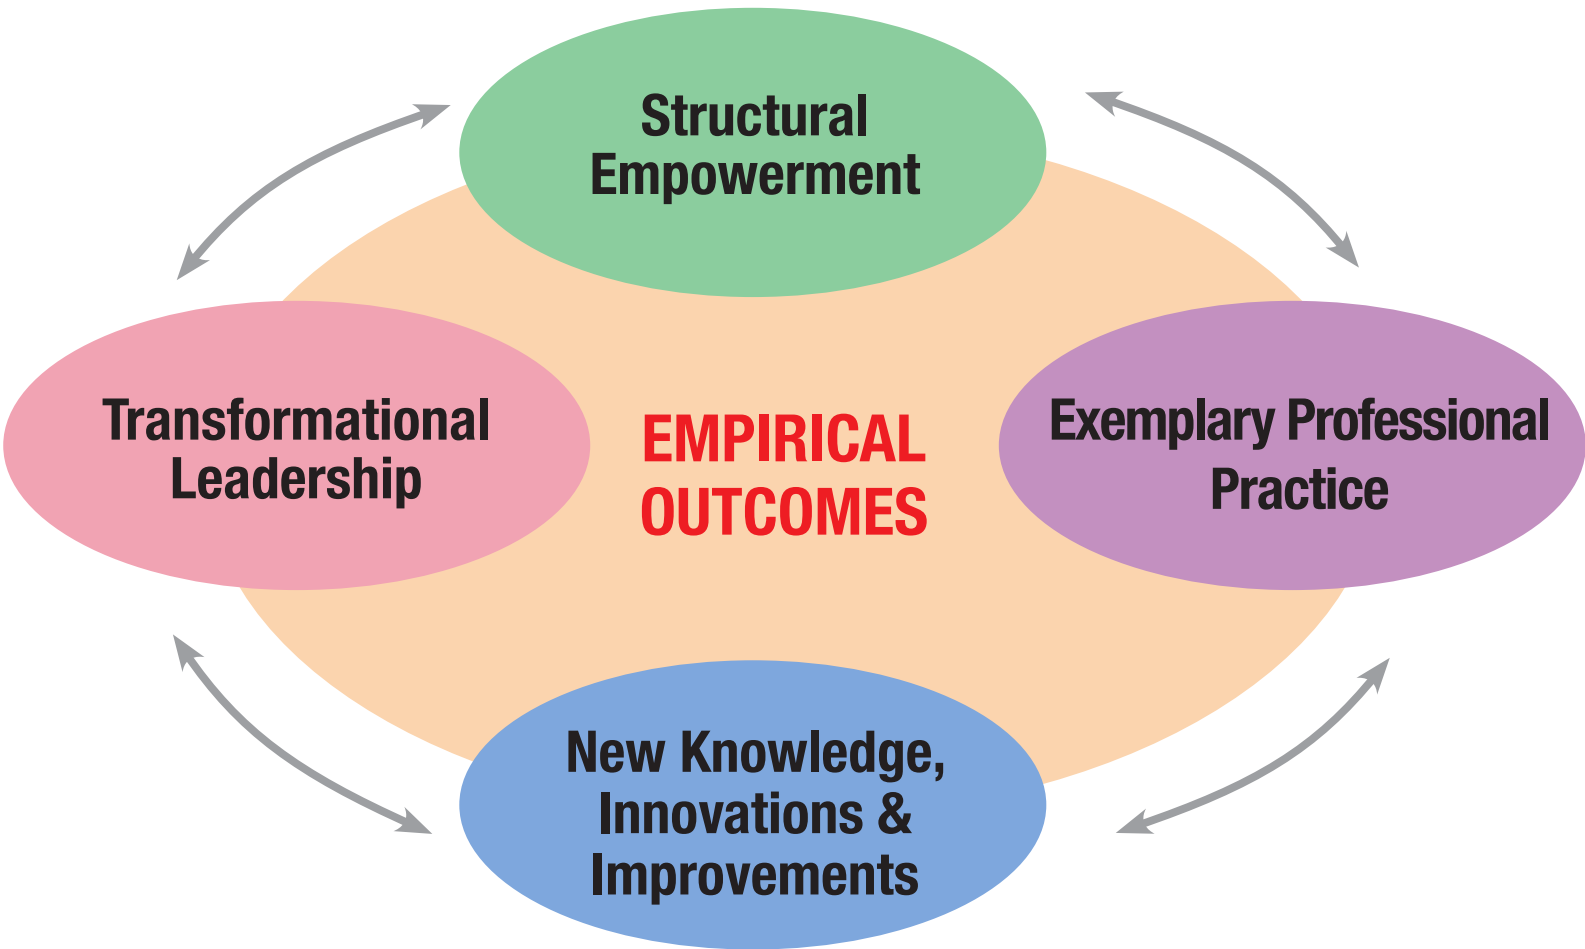 Structural
Empowerment
Transformational
Leadership
EMPIRICAL
OUTCOMES
Exemplary Professional
Practice
New Knowledge,
Innovations &
Improvements